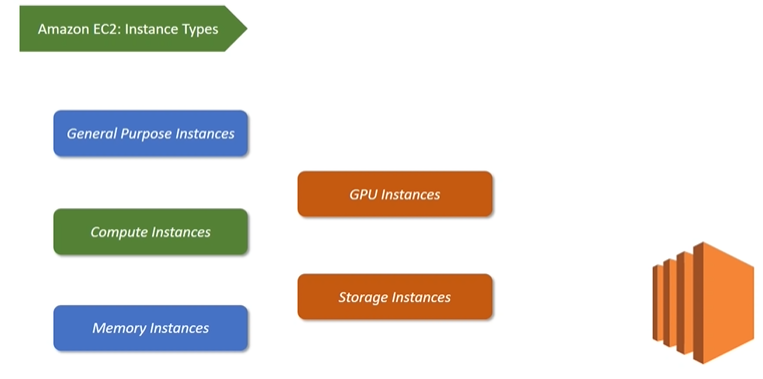 Amazon EC2: Instance Types
General Purpose Instances
GPU Instances
Compute Instances
Storage Instances
Memory Instances